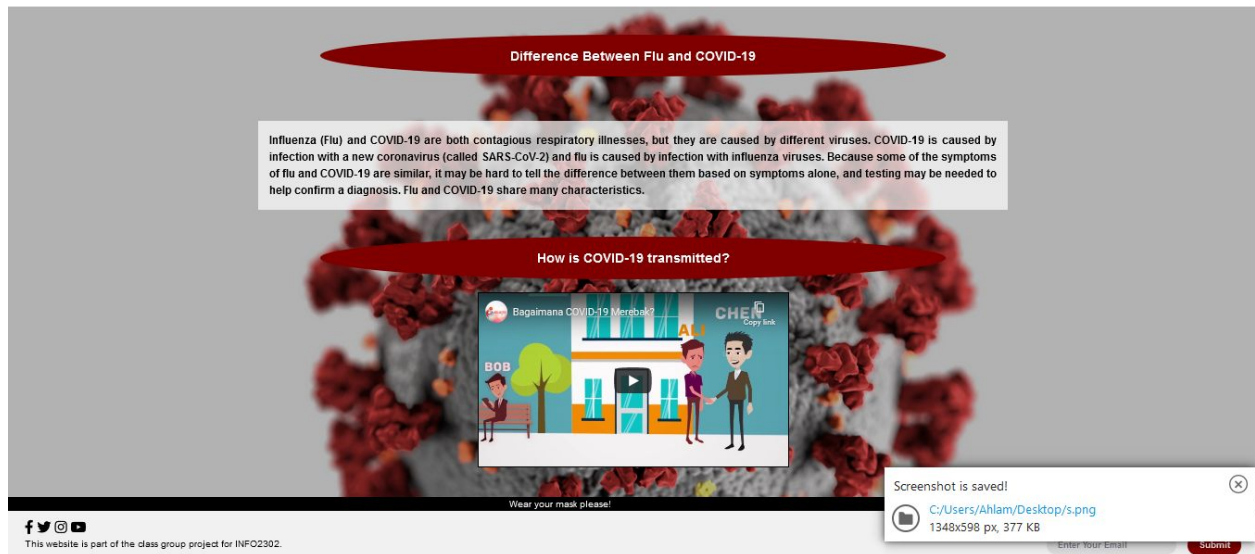 Difference Between Flu and COVID-19
Influenza (Flu) and COVID-19 are both contagious respiratory illnesses, but they are caused by different viruses. COVID-19 is caused by
infection with a new coronavirus (called SARS-CoV-2) and flu is caused by infection with influenza viruses. Because some of the symptoms
of flu and COVID-19 are similar, it may be hard to tell the difference between them based on symptoms alone, and testing may be needed to
help confirm a diagnosis. Flu and COVID-19 share many characteristics.
How is COVID-19 transmitted?
Bagaimana COVID-19 Merebak?
Copy link
CHEN
ALI
BOB
Wear your mask please!
Screenshot is saved!
C:/Users/Ahlam/Desktop/s.png
1348x598 px, 377 KB
This website is part of the class group project for INFO2302.
Enter Your Email
Submit